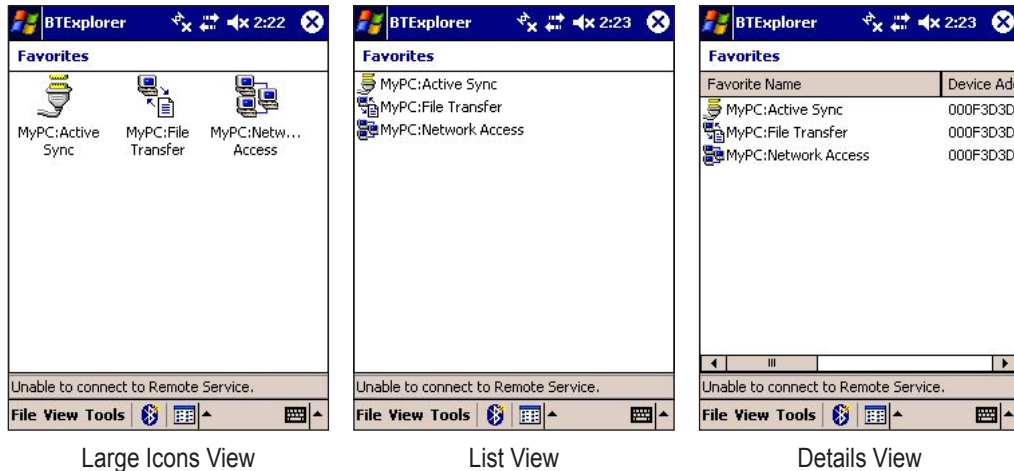 BTExplorer 2:22
Favorites
MyPC:Active Sync
MyPC:File Transfer
MyPC:Netw... Access
Unable to connect to Remote Service.
File View Tools
Large Icons View
BTExplorer 2:23
Favorites
MyPC:Active Sync
MyPC:File Transfer
MyPC:Network Access
Unable to connect to Remote Service.
File View Tools
List View
BTExplorer 2:23
Favorites
Favorite Name Device Ad
MyPC:Active Sync 000F3D3D
MyPC:File Transfer 000F3D3D
MyPC:Network Access 000F3D3D
Unable to connect to Remote Service.
File View Tools
Details View